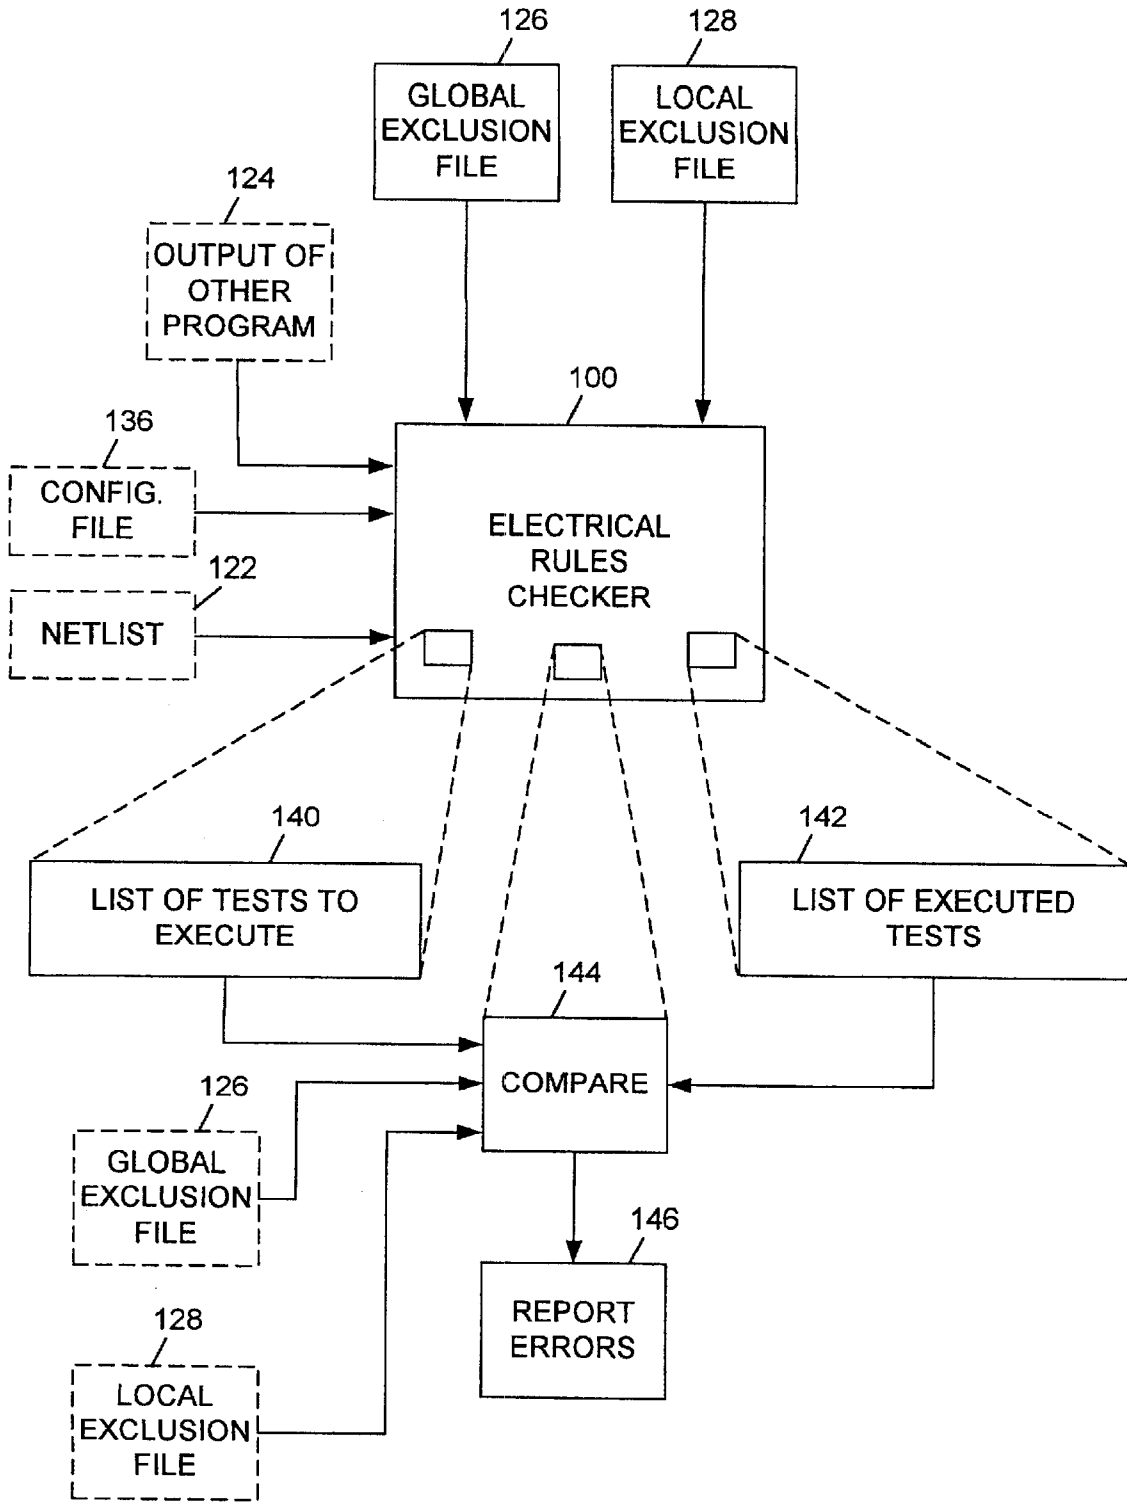 126
128
GLOBAL
EXCLUSION
FILE
LOCAL
EXCLUSION
FILE
124
OUTPUT OF
OTHER
PROGRAM
100
136
CONFIG.
FILE
ELECTRICAL
RULES
CHECKER
122
NETLIST
140
142
LIST OF TESTS TO
EXECUTE
LIST OF EXECUTED
TESTS
144
COMPARE
126
GLOBAL
EXCLUSION
FILE
146
REPORT
ERRORS
128
LOCAL
EXCLUSION
FILE